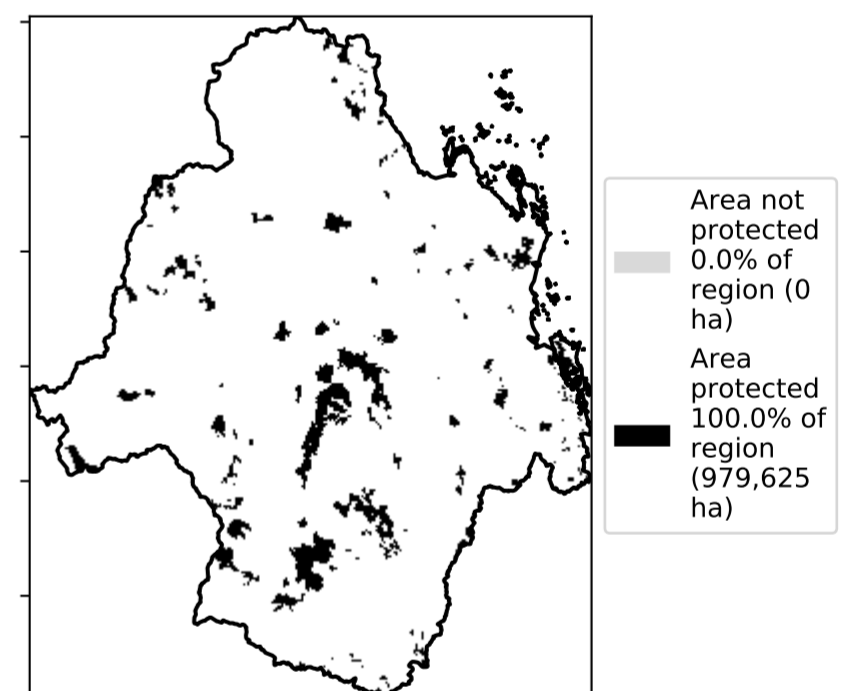 Area not
protected
0.0% of
region (0
ha)
Area
protected
100.0% of
region
(979,625
ha)